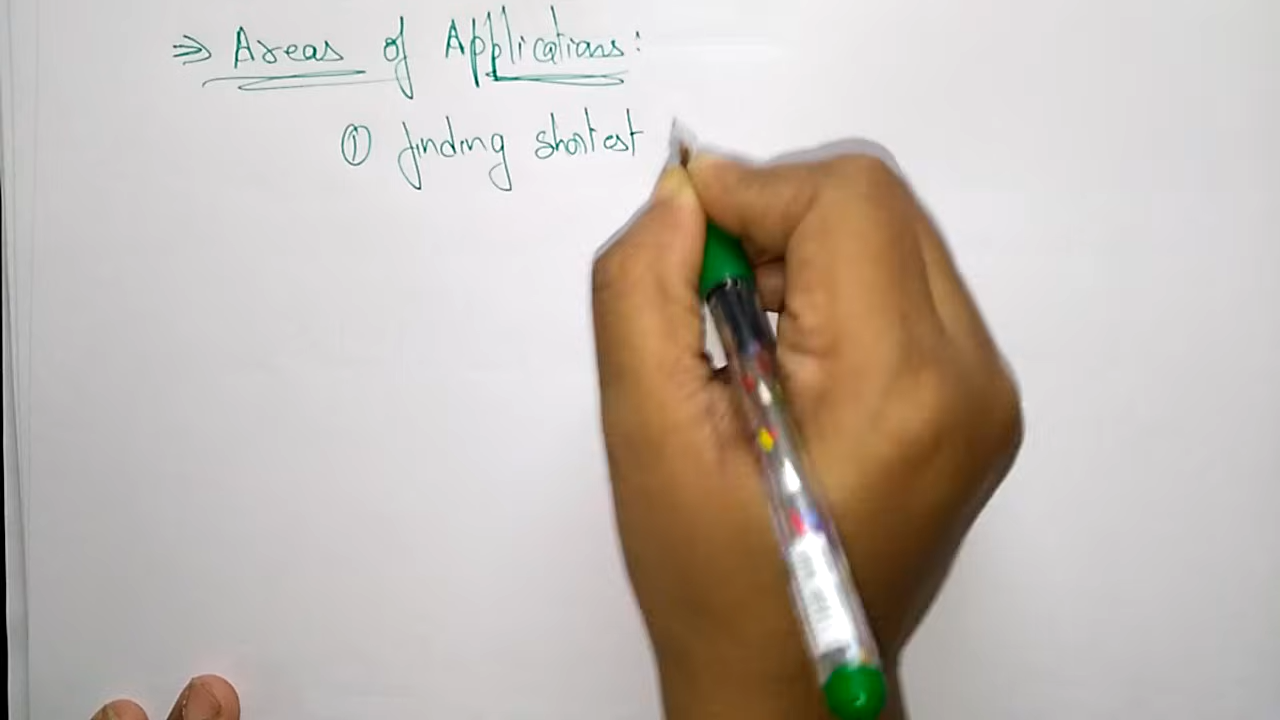 ⇒ Areas of Applications:
① finding shortest